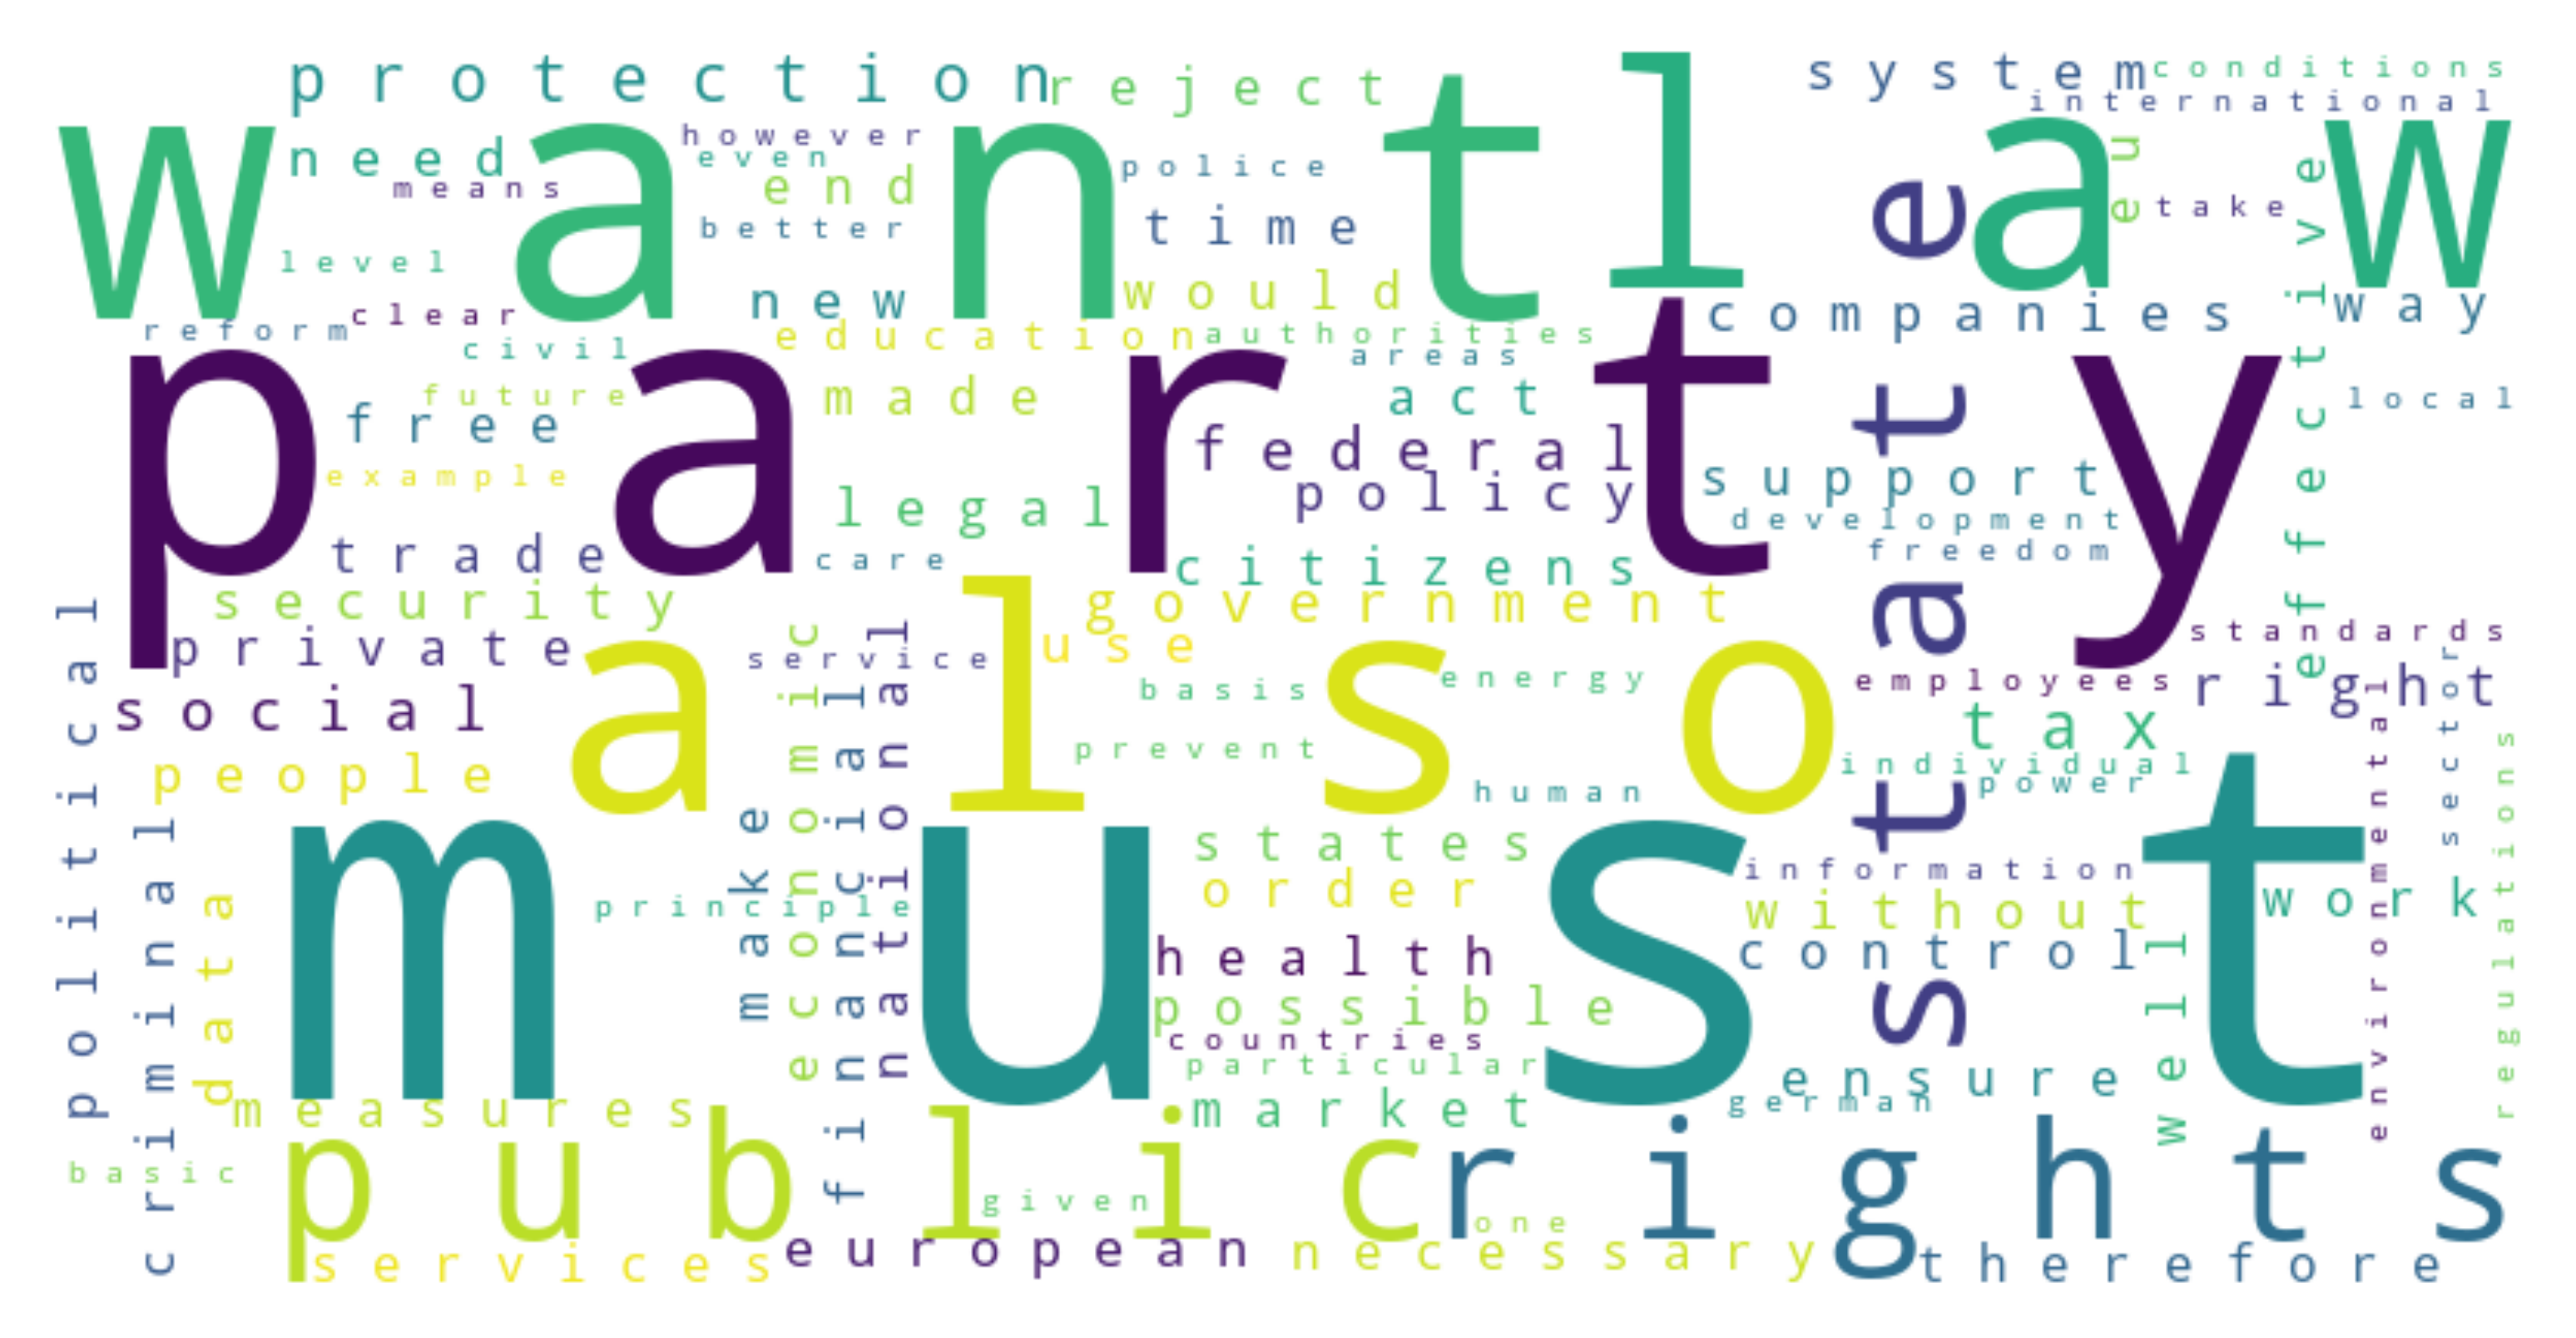 protection
reject
system
conditions
international
want
law
however
need
even
police
eu
effective
means
end
take
better
time
state
level
would
new
companies
way
clear
reform
education
authorities
civil
areas
party
future
made
act
local
free
federal
example
policy
support
legal
development
trade
care
freedom
citizens
security
government
political
private
use
service
standards
also
economic
national
financial
basis
energy
employees
right
sector
social
tax
prevent
people
individual
power
human
environmental
regulations
must
criminal
make
states
information
data
principle
order
without
work
health
control
well
possible
countries
particular
ensure
measures
market
german
public
rights
basic
given
one
services
european
necessary
therefore